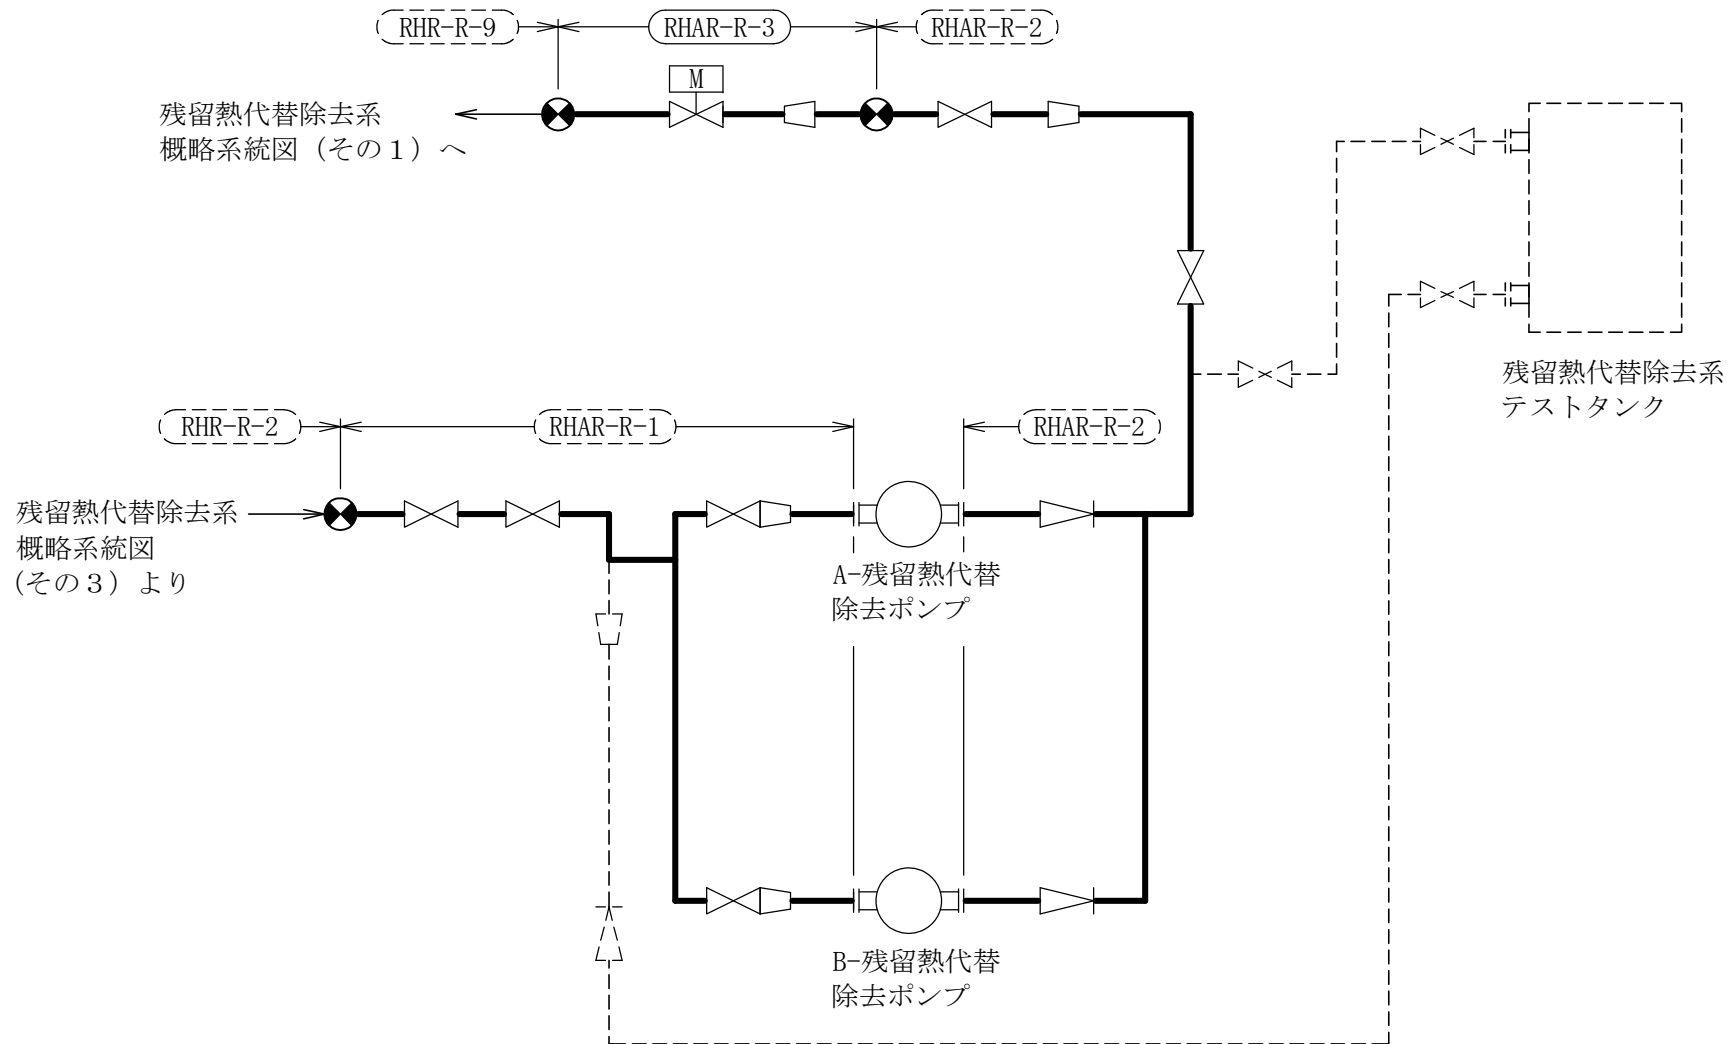 RHR-R-9
RHAR-R-3
RHAR-R-2
M
残留熱代替除去系
概略系統図（その１）へ
残留熱代替除去系
テストタンク
RHR-R-2
RHAR-R-1
RHAR-R-2
残留熱代替除去系
概略系統図
(その３）より
A-残留熱代替
除去ポンプ
B-残留熱代替
除去ポンプ